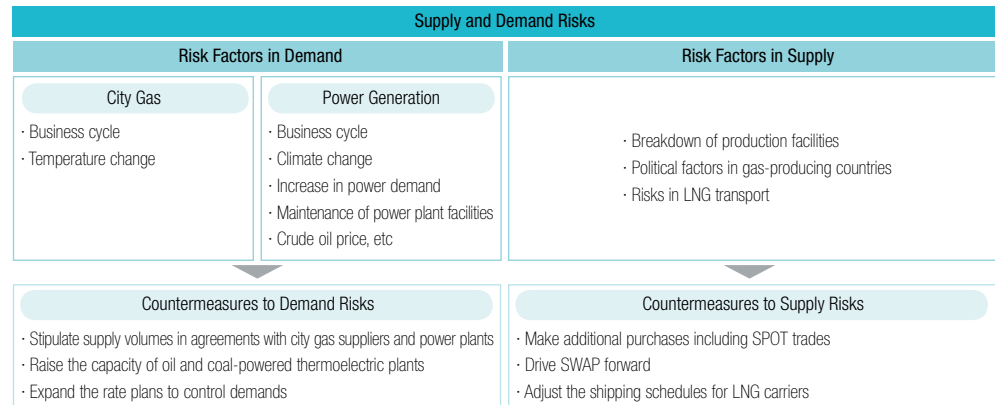 Supply and Demand Risks
Risk Factors in Demand
Risk Factors in Supply
City Gas
· Business cycle
· Temperature change
Power Generation
· Business cycle
· Climate change
· Increase in power demand
· Maintenance of power plant facilities
· Crude oil price, etc
· Breakdown of production facilities
· Political factors in gas-producing countries
· Risks in LNG transport
Countermeasures to Demand Risks
· Stipulate supply volumes in agreements with city gas suppliers and power plants
· Raise the capacity of oil and coal-powered thermoelectric plants
· Expand the rate plans to control demands
Countermeasures to Supply Risks
· Make additional purchases including SPOT trades
· Drive SWAP forward
· Adjust the shipping schedules for LNG carriers